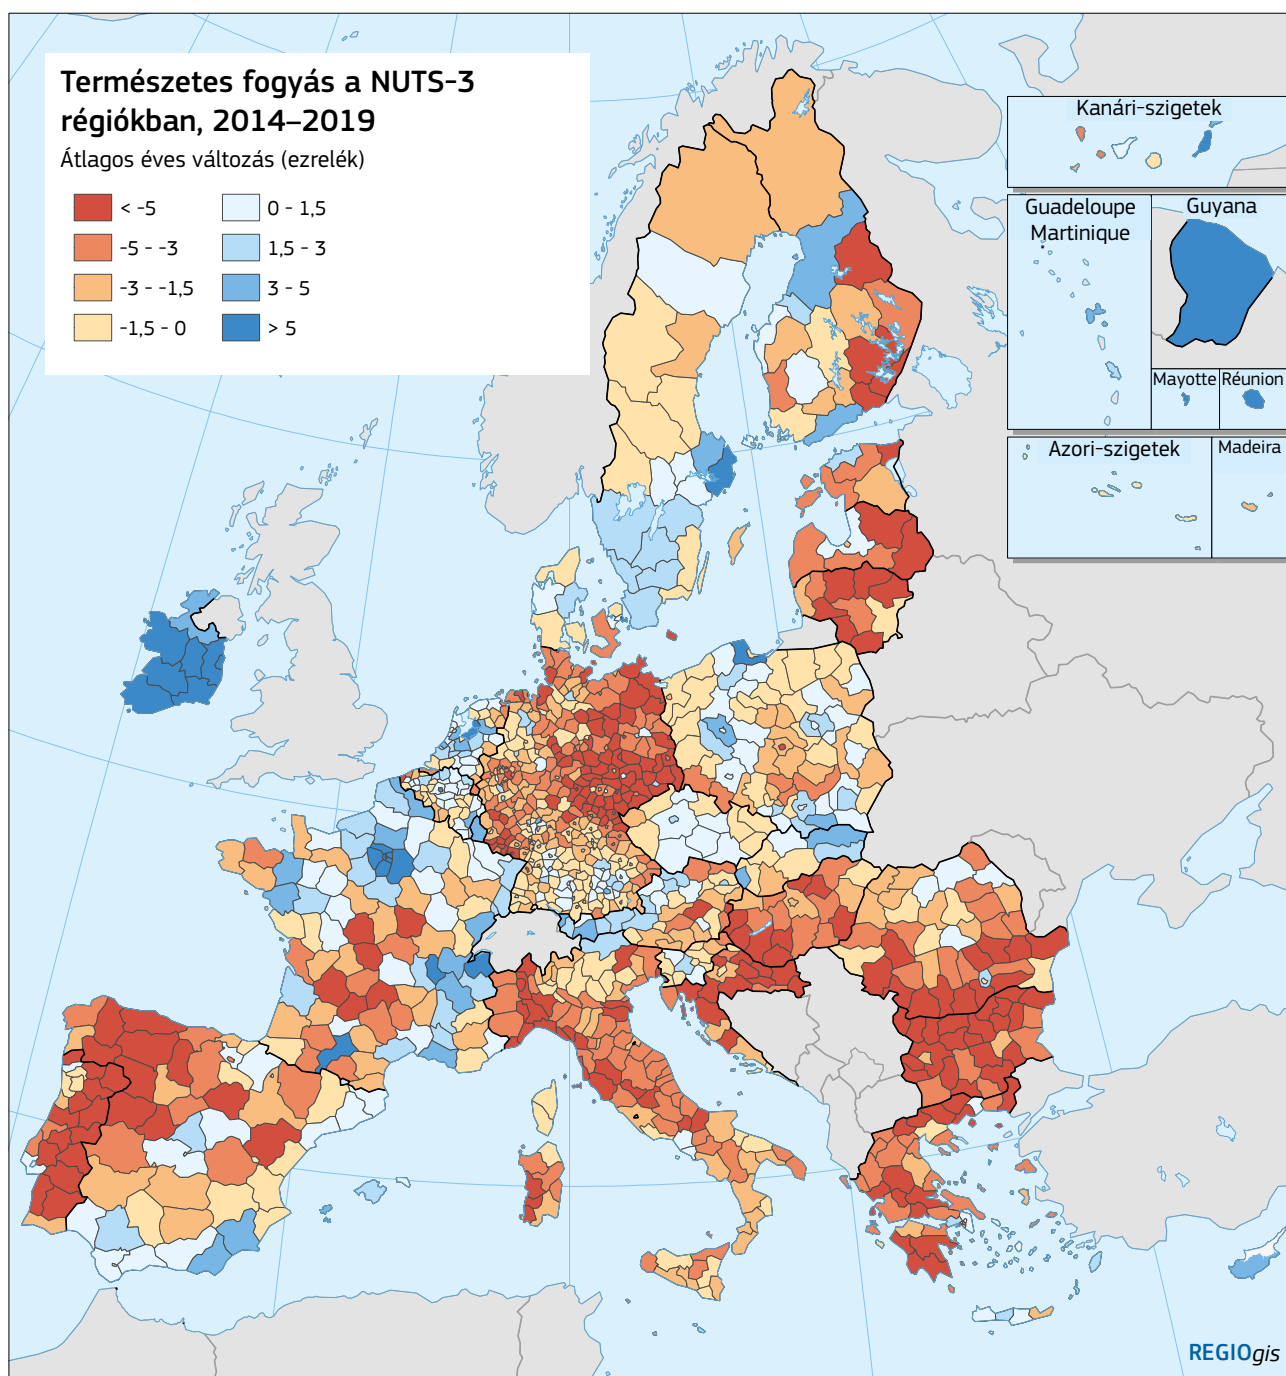 Természetes fogyás a NUTS-3
régiókban, 2014–2019
Átlagos éves változás (ezrelék)
< -5
0 - 1,5
-5 - -3
1,5 - 3
-3 - -1,5
3 - 5
-1,5 - 0
> 5
Kanári-szigetek
Guadeloupe
Martinique
Guyana
Mayotte
Réunion
Azori-szigetek
Madeira
REGIOgis